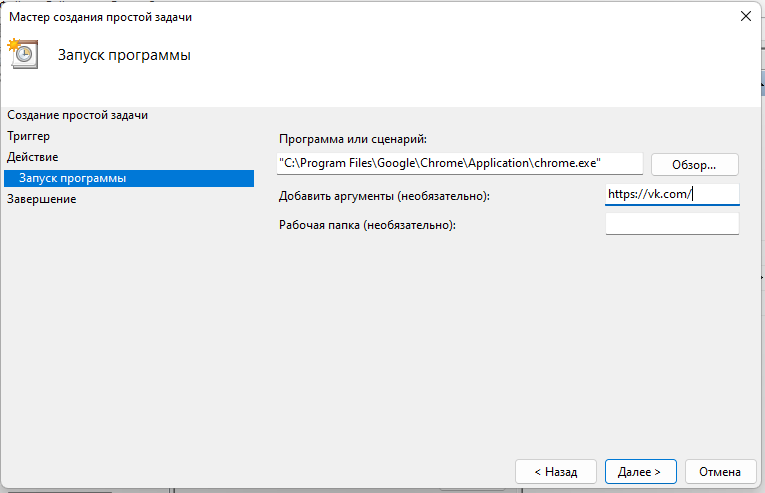 Мастер создания простой задачи
Запуск программы
Создание простой задачи
Триггер
Действие
Запуск программы
Завершение
Программа или сценарий:
"C:\Program Files\Google\Chrome\Application\chrome.exe"
Обзор...
Добавить аргументы (необязательно):
https://vk.com/
Рабочая папка (необязательно):
< Назад
Далее >
Отмена